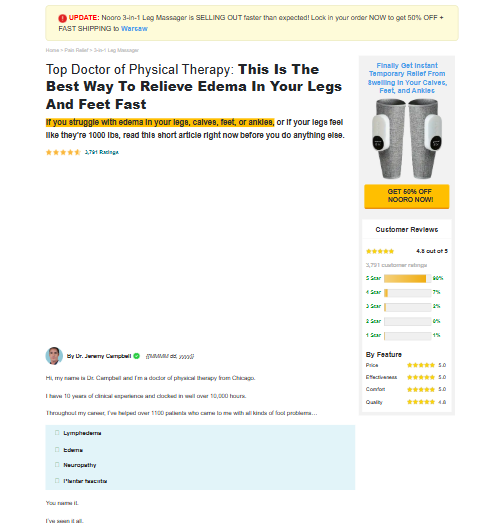 UPDATE: Nooro 3-in-1 Leg Massager is SELLING OUT faster than expected! Lock in your order NOW to get 50% OFF +
FAST SHIPPING to Warsaw
Home > Pain Relief > 3-in-1 Leg Massager
Top Doctor of Physical Therapy: This Is The
Best Way To Relieve Edema In Your Legs
And Feet Fast
If you struggle with edema in your legs, calves, feet, or ankles, or if your legs feel
like they're 1000 lbs, read this short article right now before you do anything else.
3,791 Ratings
By Dr. Jeremy Campbell
{{MMMM dd, yyyy}}
Hi, my name is Dr. Campbell and I'm a doctor of physical therapy from Chicago.
I have 10 years of clinical experience and clocked in well over 10,000 hours.
Throughout my career, I've helped over 1100 patients who came to me with all kinds of foot problems...
Lymphedema
Edema
Neuropathy
Plantar fasciitis
You name it.
I've seen it all.
Finally Get Instant
Temporary Relief From
Swelling in Your Calves,
Feet, and Ankles
GET 50% OFF
NOORO NOW!
Customer Reviews
4.8 out of 5
3,791 customer ratings
5 Star 90%
4 Star 7%
3 Star 2%
2 Star 0%
1 Star 1%
By Feature
Price 5.0
Effectiveness 5.0
Comfort 5.0
Quality 4.8